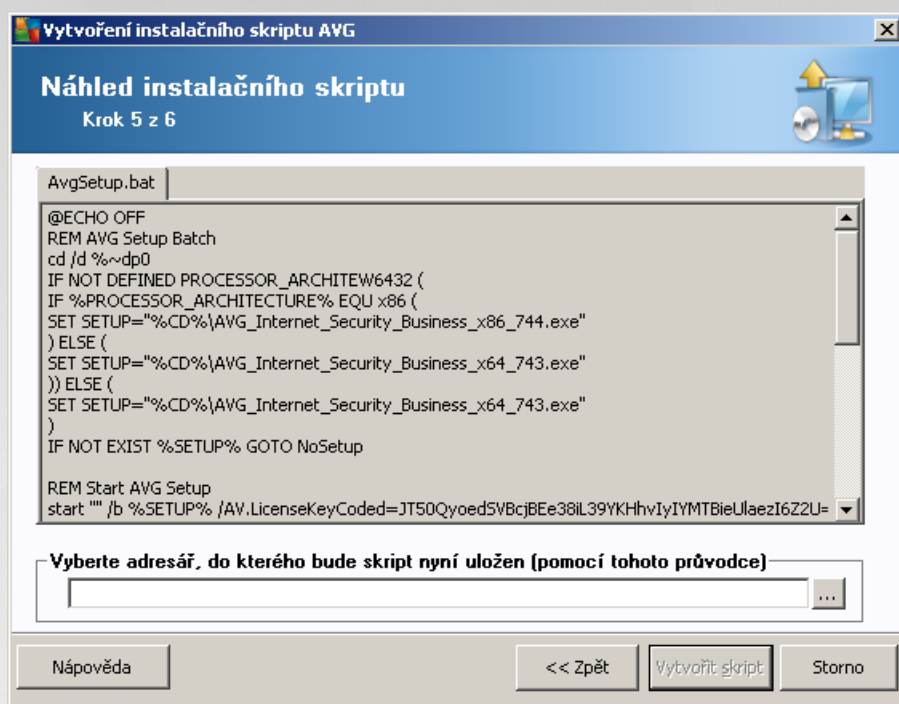 Vytvoření instalačního skriptu AVG
Náhled instalačního skriptu
Krok 5 z 6
AvgSetup.bat
@ECHO OFF
REM AVG Setup Batch
cd /d %~dp0
IF NOT DEFINED PROCESSOR_ARCHITEW6432 (
IF %PROCESSOR_ARCHITECTURE% EQU x86 (
SET SETUP="%CD%\AVG_Internet_Security_Business_x86_744.exe"
) ELSE (
SET SETUP="%CD%\AVG_Internet_Security_Business_x64_743.exe"
)) ELSE (
SET SETUP="%CD%\AVG_Internet_Security_Business_x64_743.exe"
)
IF NOT EXIST %SETUP% GOTO NoSetup
REM Start AVG Setup
start "" /b %SETUP% /AV.LicenseKeyCoded=JT50QyoedSVBcjBEe38iL39YKHhvIyIYMTBieUlaezI6Z2U=
Vyberte adresář, do kterého bude skript nyní uložen (pomocí tohoto průvodce)
...
Nápověda
<< Zpět
Vytvořit skript
Storno